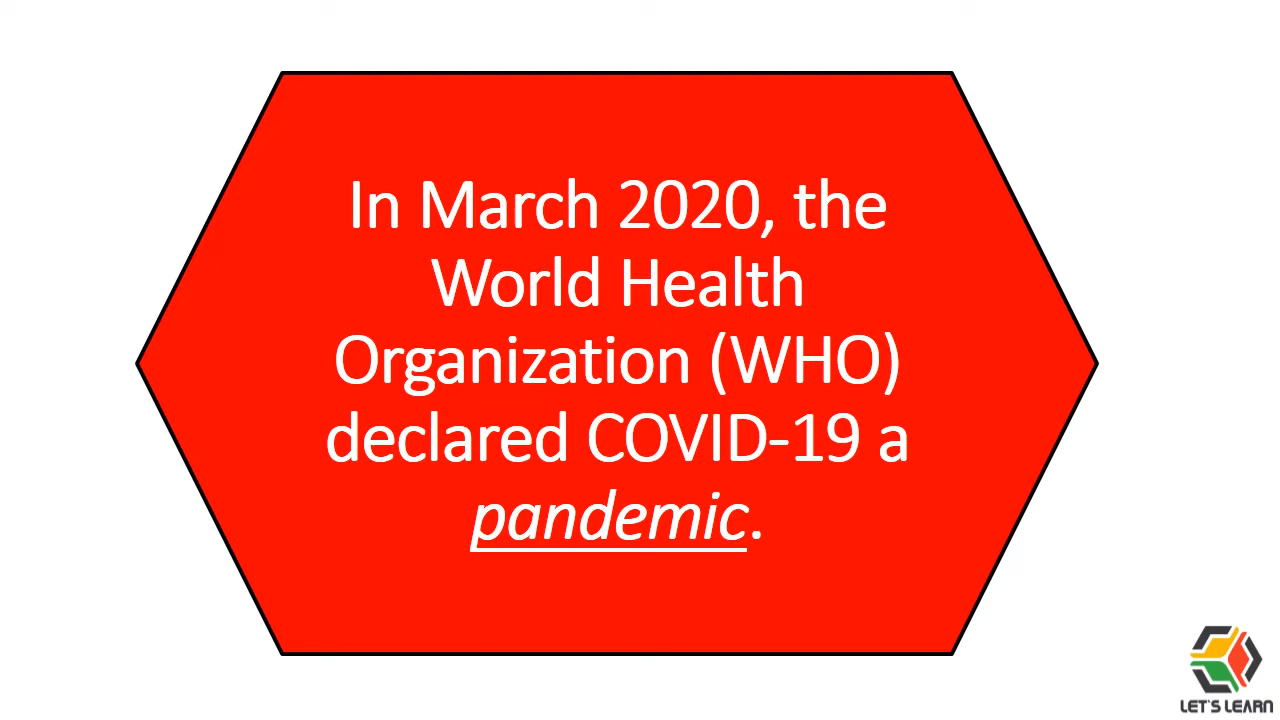 In March 2020, the
World Health
Organization (WHO)
declared COVID-19 a
pandemic.
LET'S LEARN